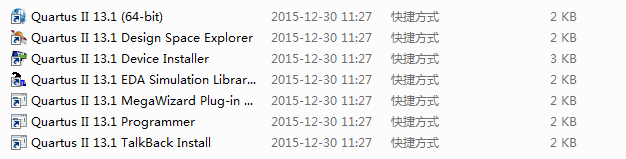 Quartus II 13.1 (64-bit) 2015-12-30 11:27 快捷方式 2 KB
Quartus II 13.1 Design Space Explorer 2015-12-30 11:27 快捷方式 2 KB
Quartus II 13.1 Device Installer 2015-12-30 11:27 快捷方式 3 KB
Quartus II 13.1 EDA Simulation Librar... 2015-12-30 11:27 快捷方式 2 KB
Quartus II 13.1 MegaWizard Plug-in ... 2015-12-30 11:27 快捷方式 2 KB
Quartus II 13.1 Programmer 2015-12-30 11:27 快捷方式 2 KB
Quartus II 13.1 TalkBack Install 2015-12-30 11:27 快捷方式 2 KB